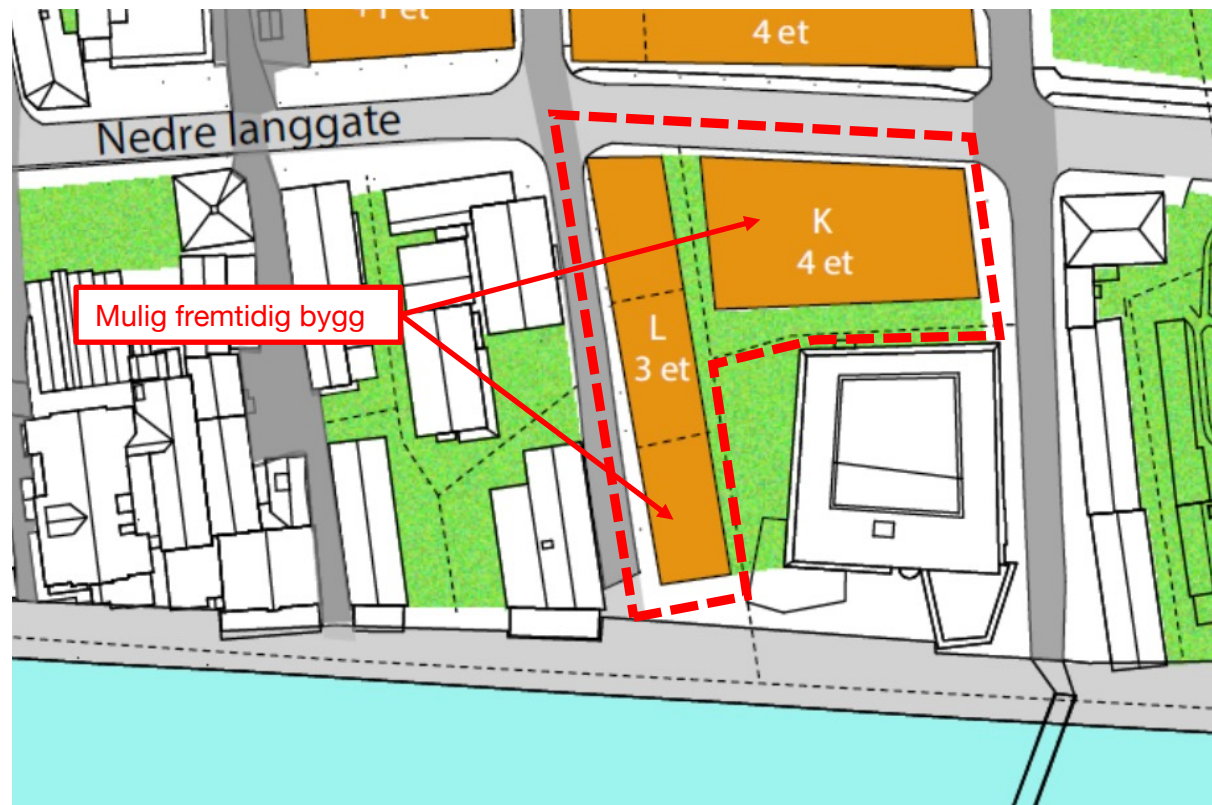 4 et
Nedre langgate
K
4 et
Mulig fremtidig bygg
L
3 et